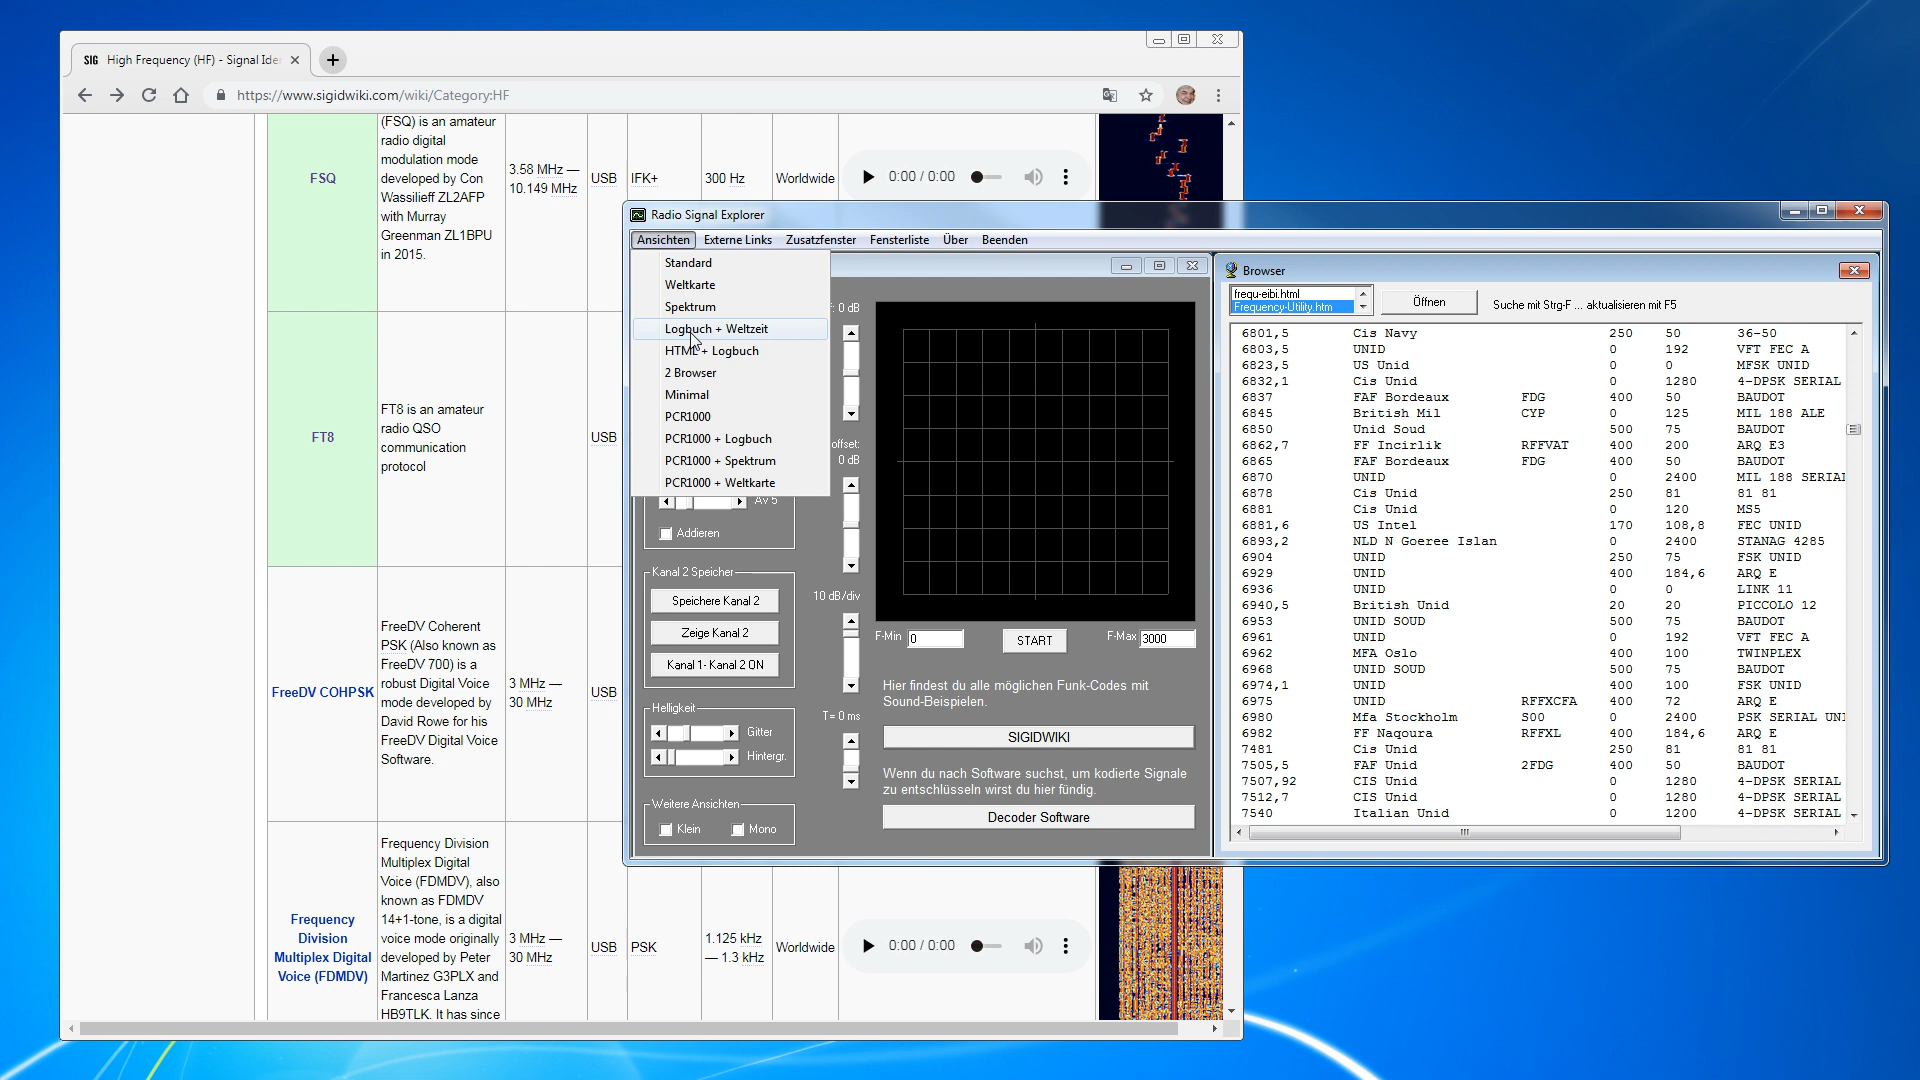 SIG High Frequency (HF) - Signal Ide
https://www.sigidwiki.com/wiki/Category:HF
FSQ
(FSQ) is an amateur
radio digital
modulation mode
developed by Con
Wassilieff ZL2AFP
with Murray
Greenman ZL1BPU
in 2015.
3.58 MHz —
10.149 MHz
USB
IFK+
300 Hz
Worldwide
0:00 / 0:00
FT8
FT8 is an amateur
radio QSO
communication
protocol
USB
FreeDV COHPSK
FreeDV Coherent
PSK (Also known as
FreeDV 700) is a
robust Digital Voice
mode developed by
David Rowe for his
FreeDV Digital Voice
Software.
3 MHz —
30 MHz
USB
Frequency
Division
Multiplex Digital
Voice (FDMDV)
Frequency Division
Multiplex Digital
Voice (FDMDV), also
known as FDMDV
14+1-tone, is a digital
voice mode originally
developed by Peter
Martinez G3PLX and
Francesca Lanza
HB9TLK. It has since
3 MHz —
30 MHz
USB
PSK
1.125 kHz
— 1.3 kHz
Worldwide
0:00 / 0:00
Radio Signal Explorer
Ansichten Externe Links Zusatzfenster Fensterliste Über Beenden
Standard
Weltkarte
Spektrum
Logbuch + Weltzeit
HTML + Logbuch
2 Browser
Minimal
PCR1000
PCR1000 + Logbuch
PCR1000 + Spektrum
PCR1000 + Weltkarte
: 0 dB
offset:
0 dB
Av 5
Addieren
Kanal 2 Speicher
Speichere Kanal 2
Zeige Kanal 2
Kanal 1- Kanal 2 ON
10 dB/div
Helligkeit
Gitter
Hintergr.
T= 0 ms
Weitere Ansichten
Klein Mono
F-Min 0 START F-Max 3000
Hier findest du alle möglichen Funk-Codes mit
Sound-Beispielen.
SIGIDWIKI
Wenn du nach Software suchst, um kodierte Signale
zu entschlüsseln wirst du hier fündig.
Decoder Software
Browser
frequ-eibi.html
Frequency-Utility.htm
Öffnen
Suche mit Strg-F ... aktualisieren mit F5
6801,5 Cis Navy 250 50 36-50
6803,5 UNID 0 192 VFT FEC A
6823,5 US Unid 0 0 MFSK UNID
6832,1 Cis Unid 0 1280 4-DPSK SERIAL
6837 FAF Bordeaux FDG 400 50 BAUDOT
6845 British Mil CYP 0 125 MIL 188 ALE
6850 Unid Soud 500 75 BAUDOT
6862,7 FF Incirlik RFFVAT 400 200 ARQ E3
6865 FAF Bordeaux FDG 400 50 BAUDOT
6870 UNID 0 2400 MIL 188 SERIAL
6878 Cis Unid 250 81 81 81
6881 Cis Unid 0 120 MS5
6881,6 US Intel 170 108,8 FEC UNID
6893,2 NLD N Goeree Islan 0 2400 STANAG 4285
6904 UNID 250 75 FSK UNID
6929 UNID 400 184,6 ARQ E
6936 UNID 0 0 LINK 11
6940,5 British Unid 20 20 PICCOLO 12
6953 UNID SOUD 500 75 BAUDOT
6961 UNID 0 192 VFT FEC A
6962 MFA Oslo 400 100 TWINPLEX
6968 UNID SOUD 500 75 BAUDOT
6974,1 UNID 400 100 FSK UNID
6975 UNID RFFXCFA 400 72 ARQ E
6980 Mfa Stockholm S00 0 2400 PSK SERIAL UNI
6982 FF Naqoura RFFXL 400 184,6 ARQ E
7481 Cis Unid 250 81 81 81
7505,5 FAF Unid 2FDG 400 50 BAUDOT
7507,92 CIS Unid 0 1280 4-DPSK SERIAL
7512,7 CIS Unid 0 1280 4-DPSK SERIAL
7540 Italian Unid 0 1200 4-DPSK SERIAL